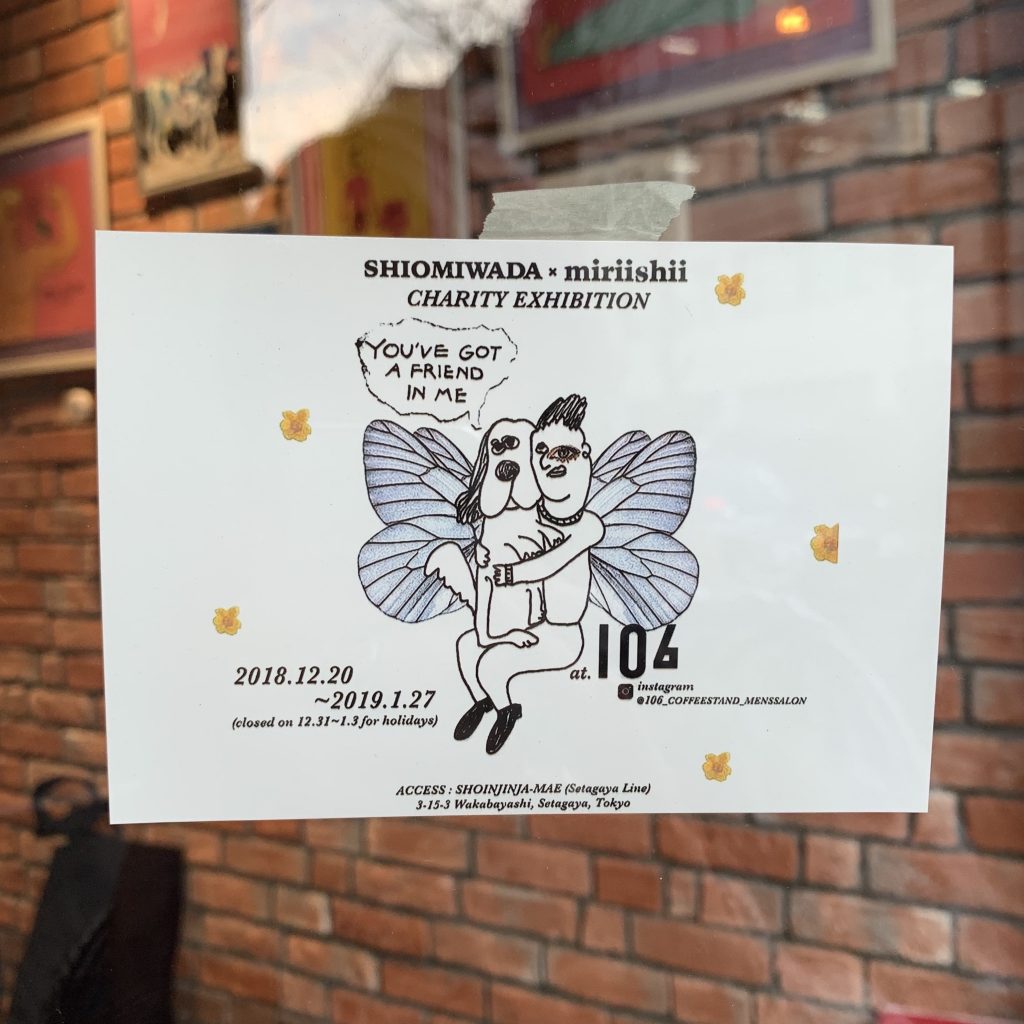 SHIOMIWADA × miriishii
CHARITY EXHIBITION
YOU'VE GOT
A FRIEND
IN ME
2018.12.20
~2019.1.27
(closed on 12.31~1.3 for holidays)
at. 106
instagram
@106_COFFEESTAND_MENSSALON
ACCESS : SHOINJINJA-MAE (Setagaya Line)
3-15-3 Wakabayashi, Setagaya, Tokyo